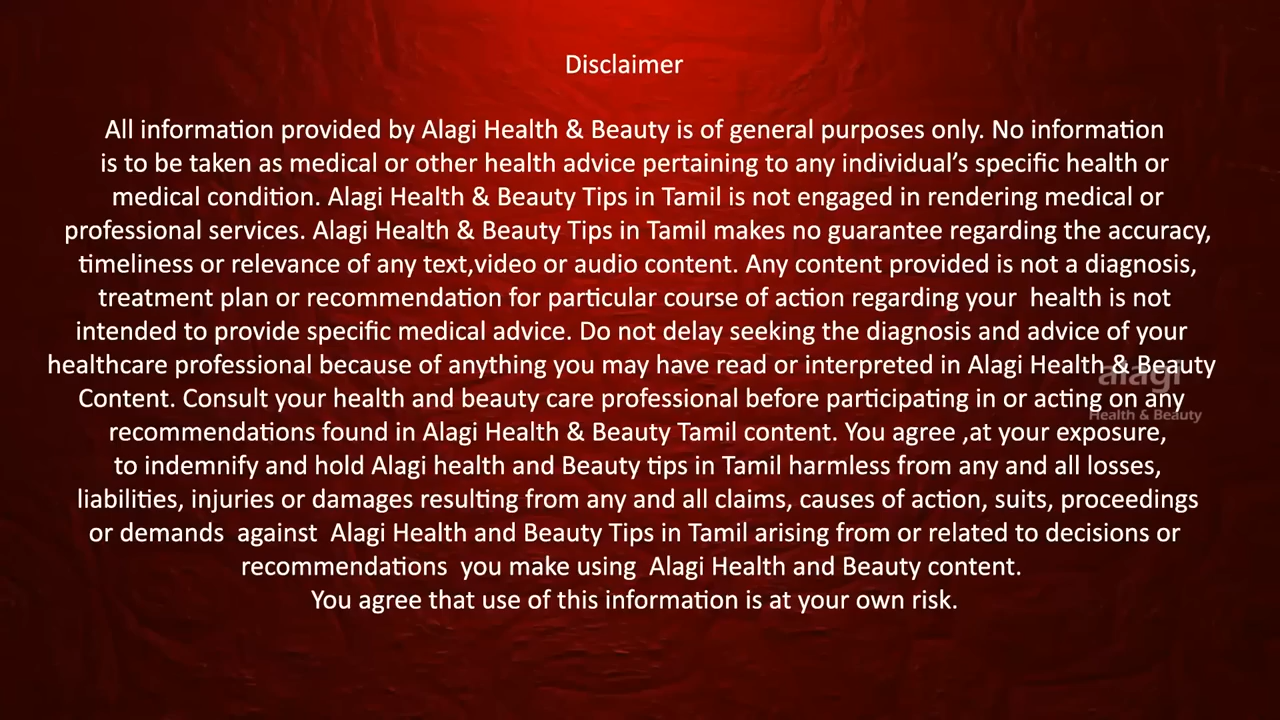 Disclaimer
All information provided by Alagi Health & Beauty is of general purposes only. No information
is to be taken as medical or other health advice pertaining to any individual’s specific health or
medical condition. Alagi Health & Beauty Tips in Tamil is not engaged in rendering medical or
professional services. Alagi Health & Beauty Tips in Tamil makes no guarantee regarding the accuracy,
timeliness or relevance of any text,video or audio content. Any content provided is not a diagnosis,
treatment plan or recommendation for particular course of action regarding your  health is not
intended to provide specific medical advice. Do not delay seeking the diagnosis and advice of your
healthcare professional because of anything you may have read or interpreted in Alagi Health & Beauty
Content. Consult your health and beauty care professional before participating in or acting on any
recommendations found in Alagi Health & Beauty Tamil content. You agree ,at your exposure,
to indemnify and hold Alagi health and Beauty tips in Tamil harmless from any and all losses,
liabilities, injuries or damages resulting from any and all claims, causes of action, suits, proceedings
or demands  against  Alagi Health and Beauty Tips in Tamil arising from or related to decisions or
recommendations  you make using  Alagi Health and Beauty content.
You agree that use of this information is at your own risk.
alagi
Health & Beauty